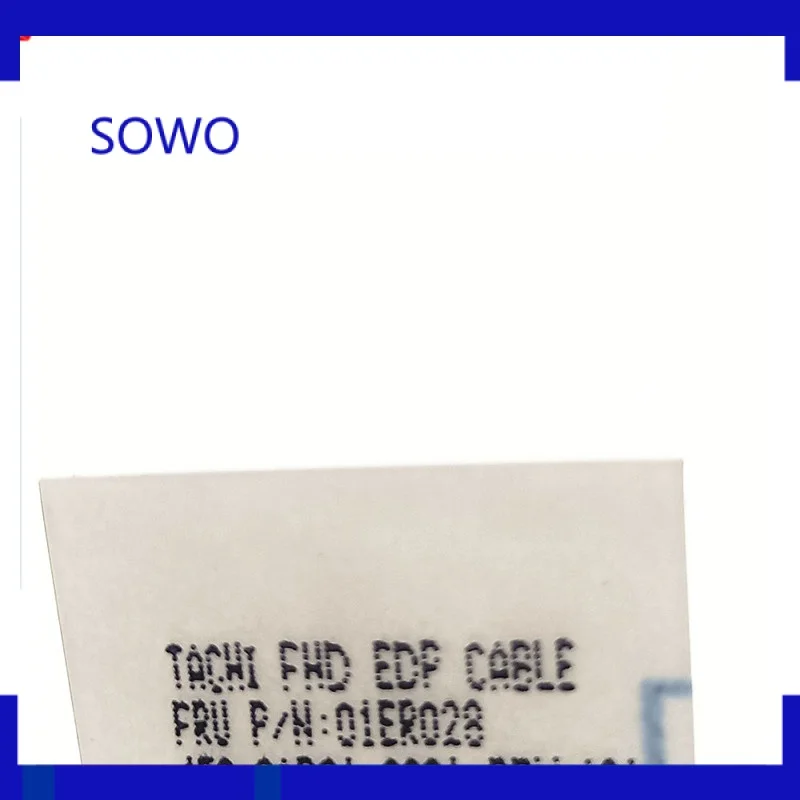 SOWO
TACHI FHD EDP CABLE
FRU P/N:01ER028